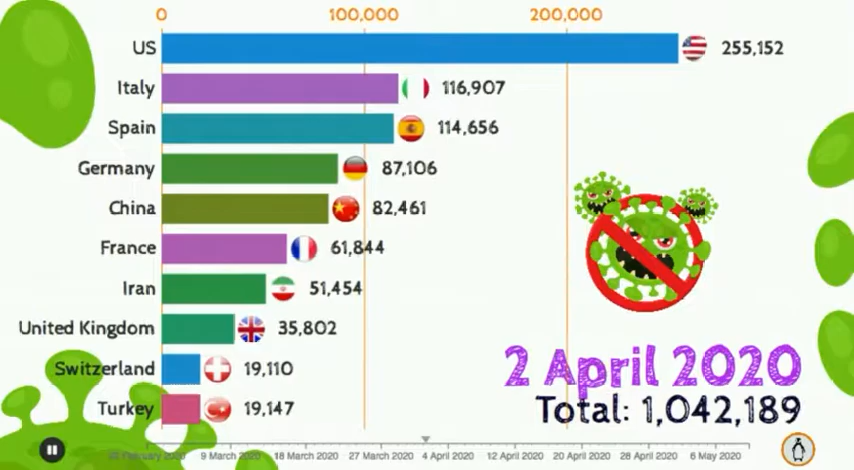 0 100,000 200,000
US 255,152
Italy 116,907
Spain 114,656
Germany 87,106
China 82,461
France 61,844
Iran 51,454
United Kingdom 35,802
Switzerland 19,110
Turkey 19,147
2 April 2020
Total: 1,042,189
February 2020 9 March 2020 18 March 2020 27 March 2020 4 April 2020 12 April 2020 20 April 2020 28 April 2020 6 May 2020